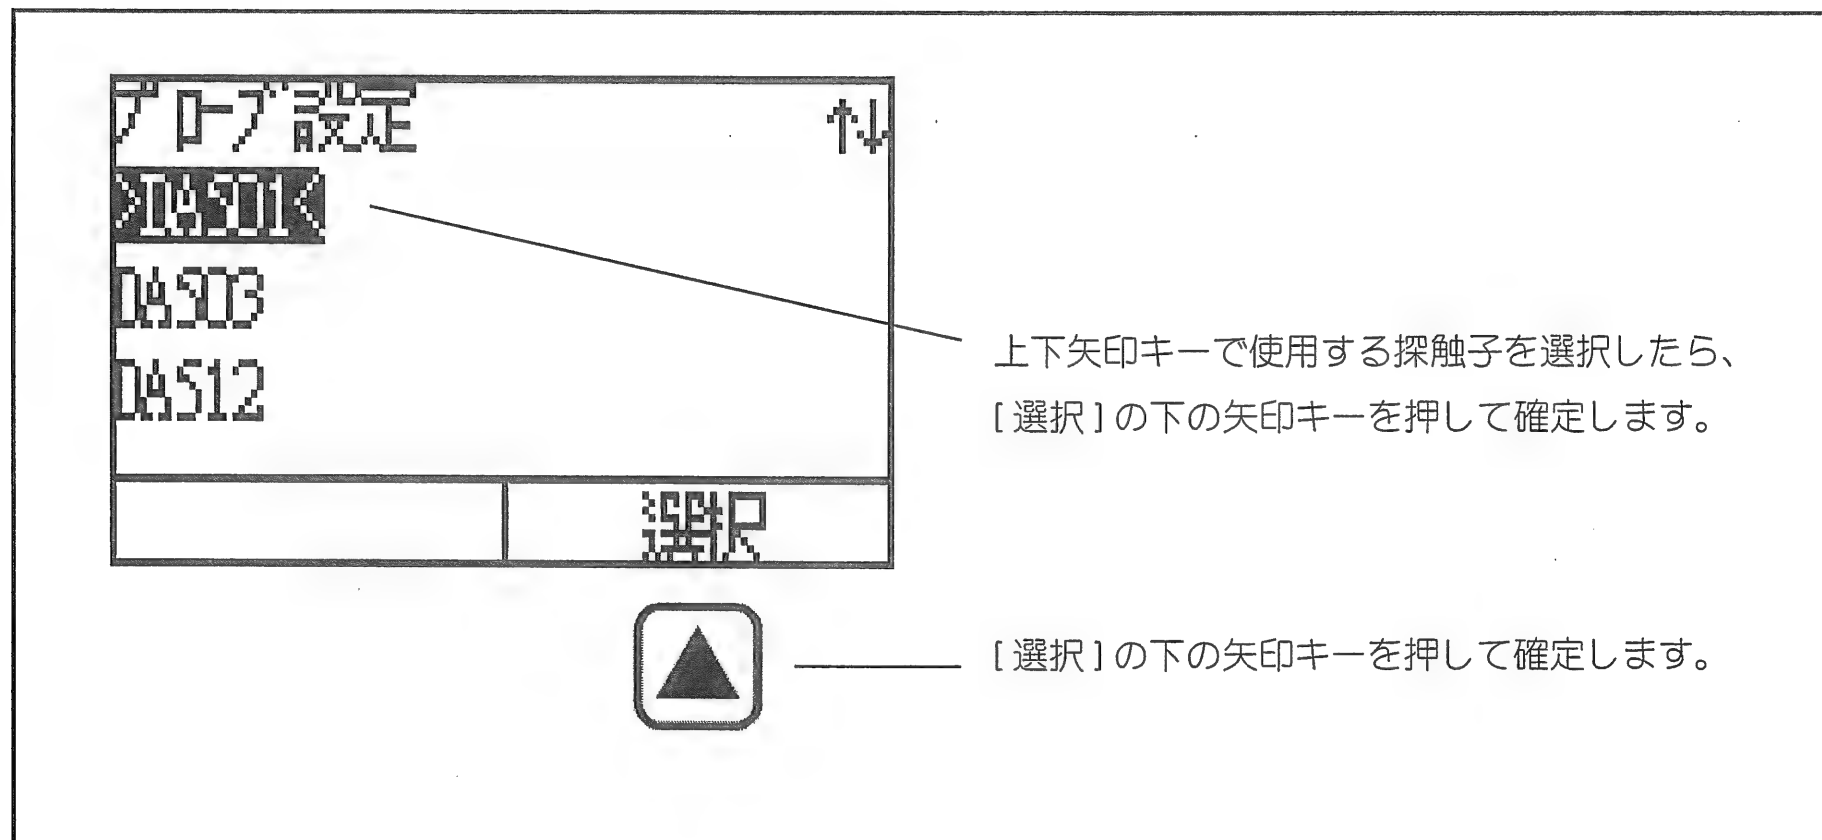 プローブ設定 ↑↓
>DAS01<
DAS03
DAS12
選択
上下矢印キーで使用する探触子を選択したら、
[選択]の下の矢印キーを押して確定します。
[選択]の下の矢印キーを押して確定します。